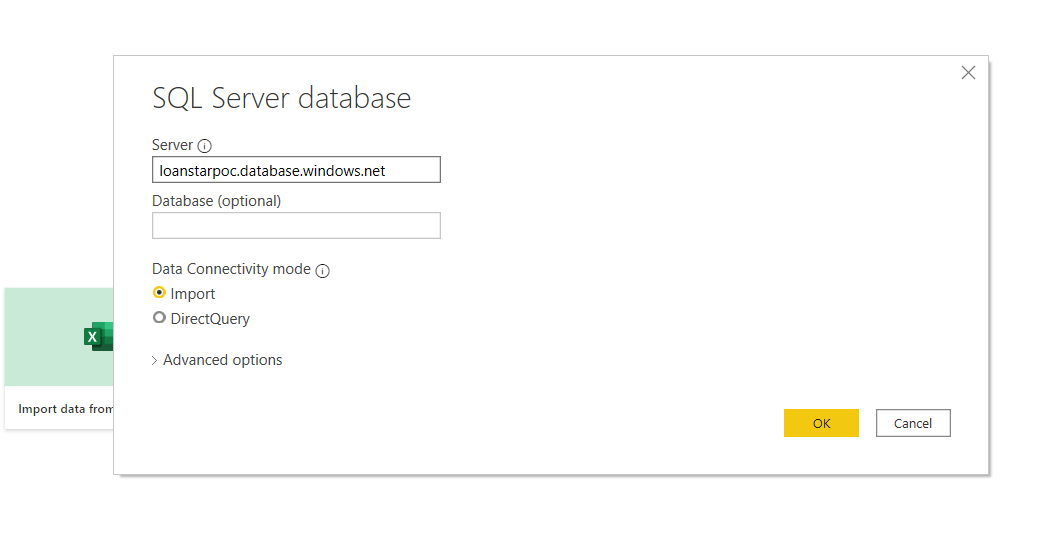 SQL Server database
Server
loanstarpoc.database.windows.net
Database (optional)
Data Connectivity mode
Import
DirectQuery
Advanced options
X
Import data from
OK
Cancel